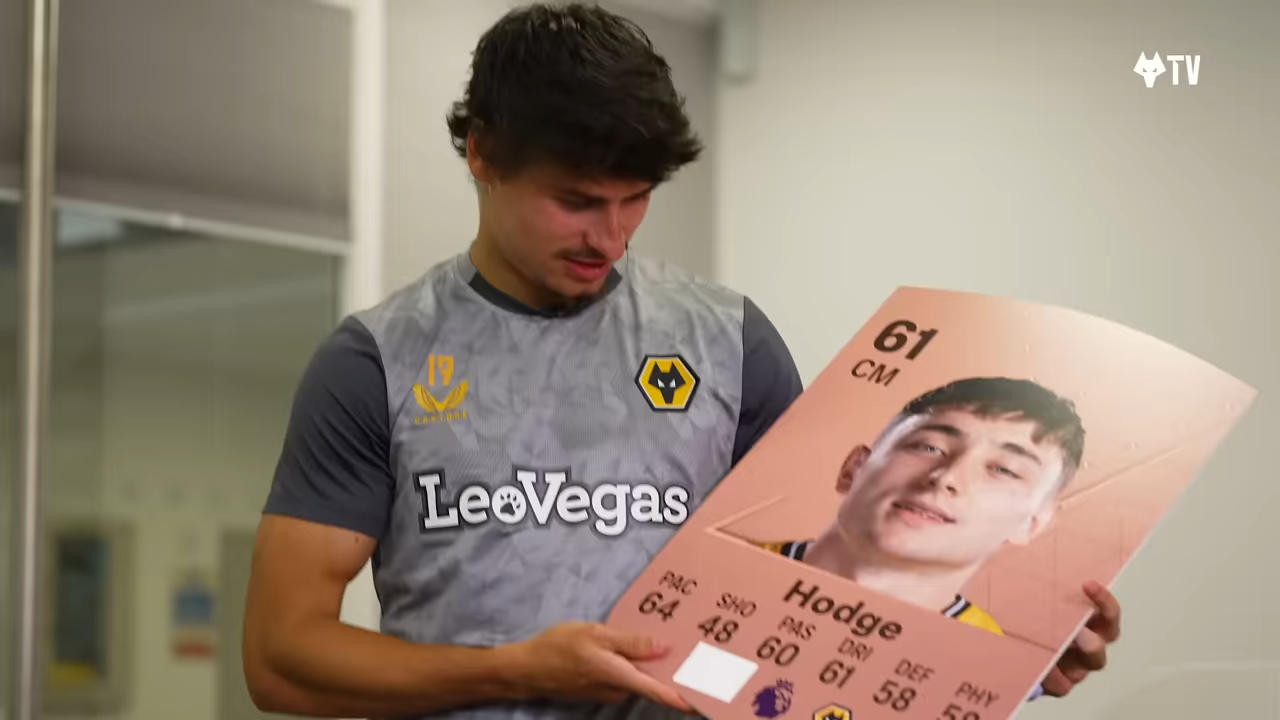 TV
19
CASTORE
LeoVegas
61
CM
Hodge
PAC SHO PAS DRI DEF PHY
64 48 60 61 58